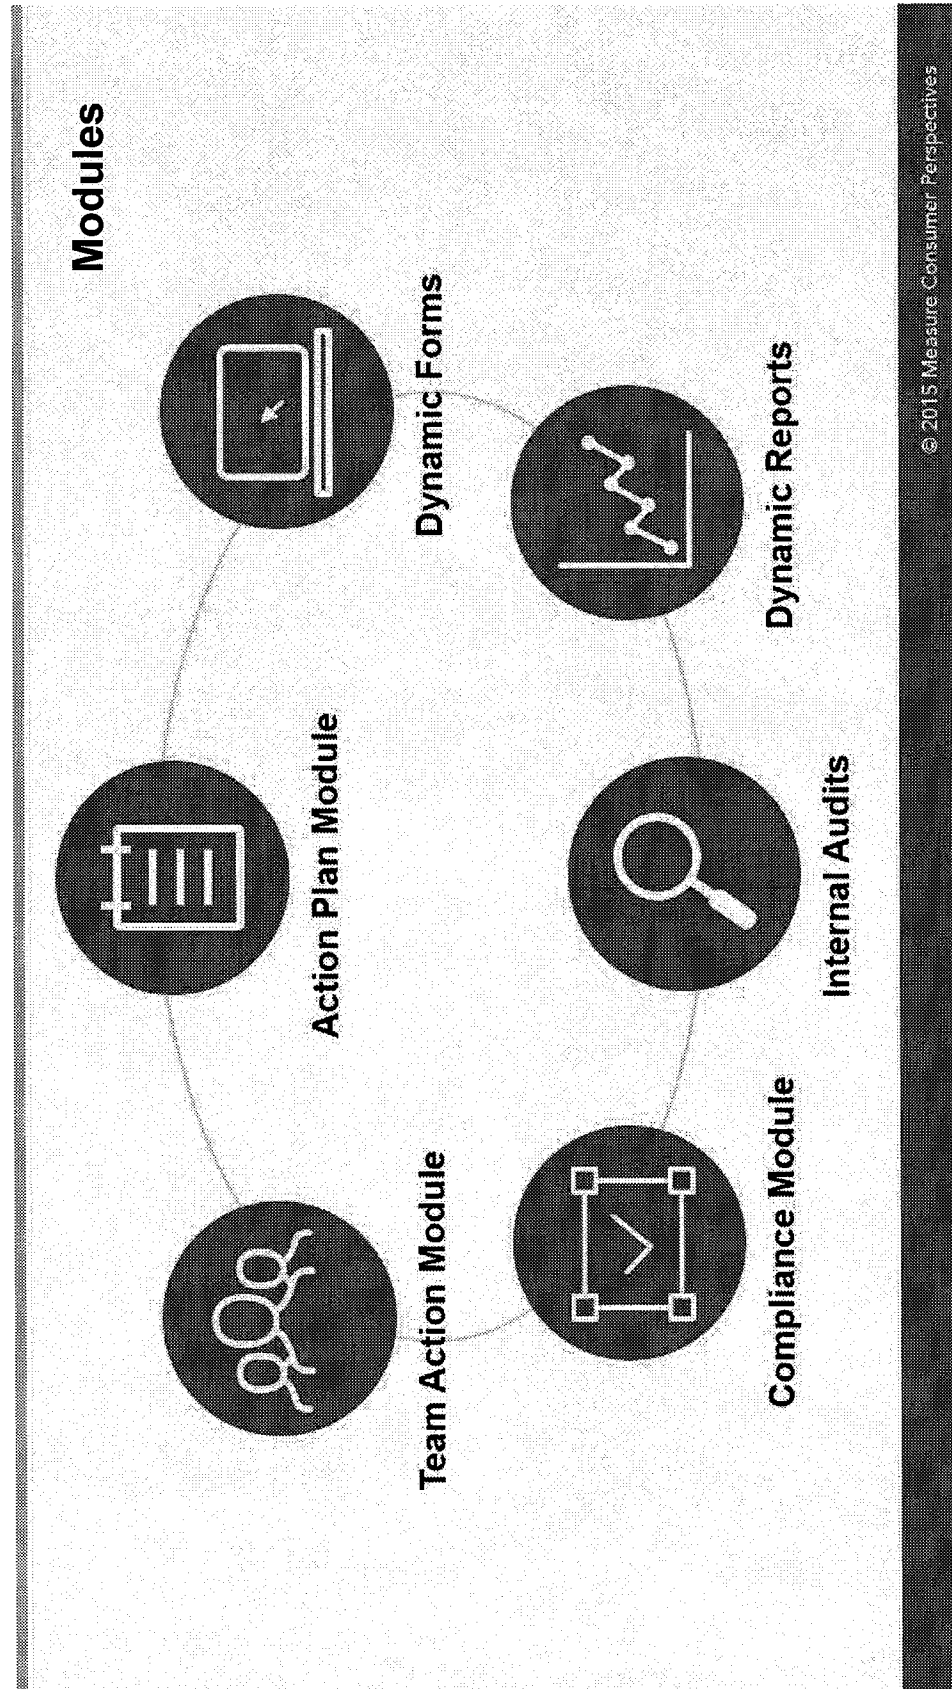 Modules
Team Action Module
Action Plan Module
Dynamic Forms
Compliance Module
Internal Audits
Dynamic Reports
© 2015 Measure Consumer Perspectives